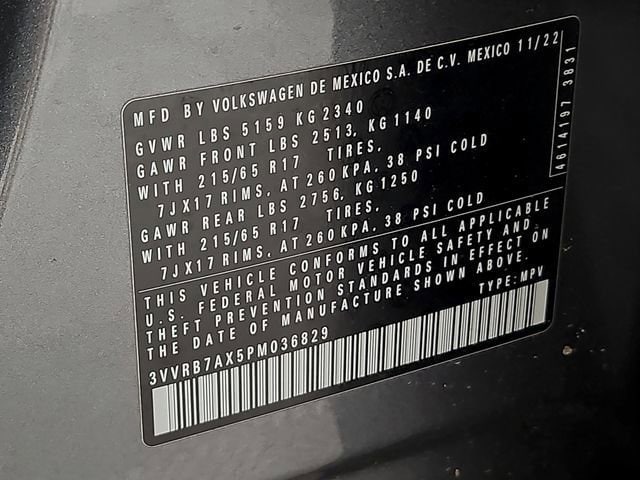 MFD BY VOLKSWAGEN DE MEXICO S.A. DE C.V. MEXICO 11/22
GVWR LBS 5159 KG 2340
GAWR FRONT LBS 2513, KG 1140
WITH 215/65 R17 TIRES,
7JX17 RIMS, AT 260 KPA, 38 PSI COLD
GAWR REAR LBS 2756, KG 1250
WITH 215/65 R17 TIRES,
7JX17 RIMS, AT 260 KPA, 38 PSI COLD
4614197 3831
THIS VEHICLE CONFORMS TO ALL APPLICABLE
U.S. FEDERAL MOTOR VEHICLE SAFETY AND
THEFT PREVENTION STANDARDS IN EFFECT ON
THE DATE OF MANUFACTURE SHOWN ABOVE.
3VVRB7AX5PM036829 TYPE: MPV